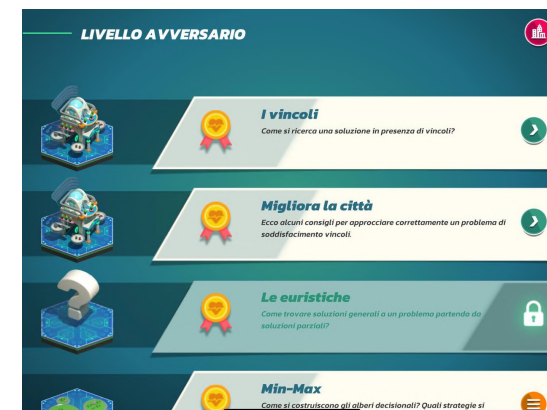 LIVELLO AVVERSARIO
I vincoli
Come si ricerca una soluzione in presenza di vincoli?
Migliora la città
Ecco alcuni consigli per approcciare correttamente un problema di
soddisfacimento vincoli.
Le euristiche
Come trovare soluzioni generali a un problema partendo da
soluzioni parziali?
Min-Max
Come si costruiscono gli alberi decisionali? Quali strategie si